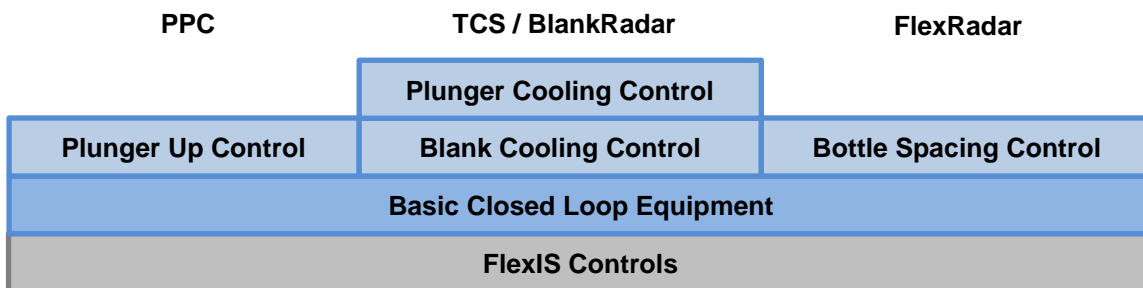 PPC
TCS / BlankRadar
FlexRadar
Plunger Cooling Control
Plunger Up Control
Blank Cooling Control
Bottle Spacing Control
Basic Closed Loop Equipment
FlexIS Controls